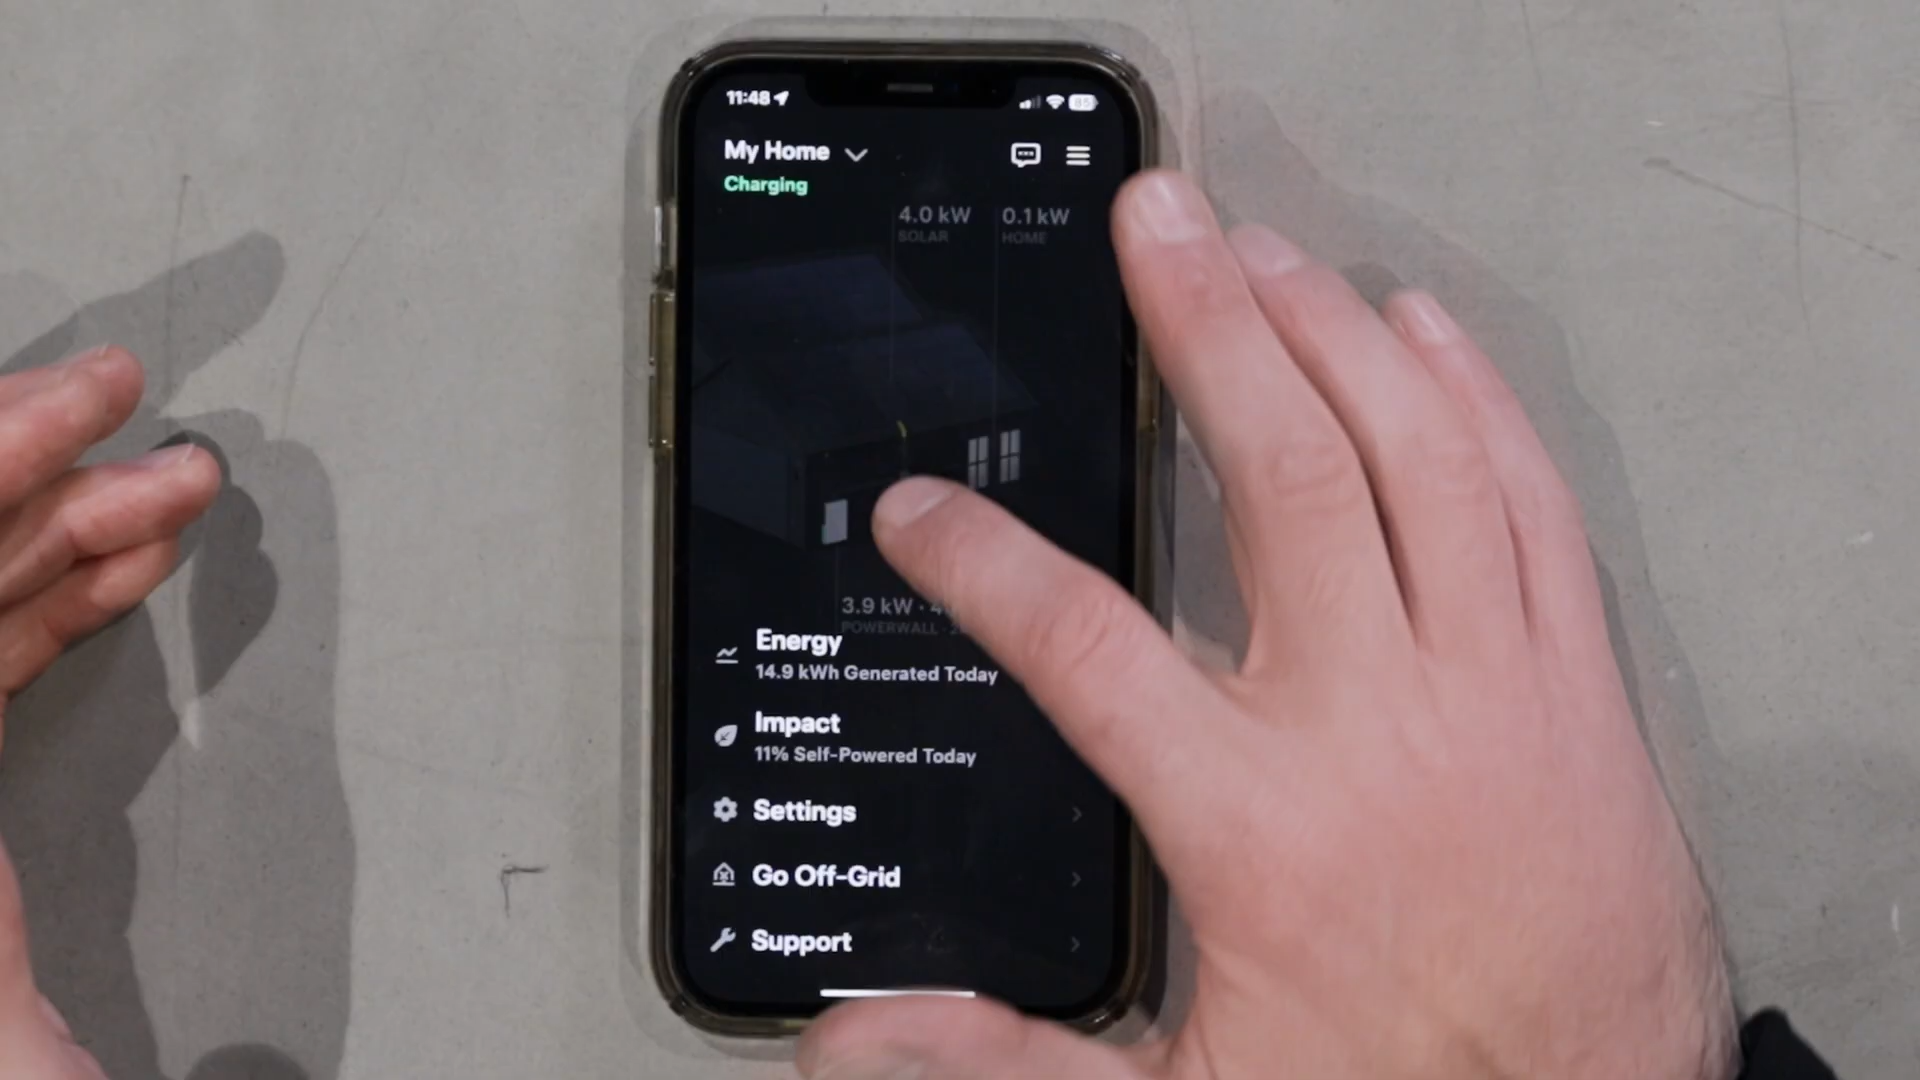 11:48
85
My Home
Charging
4.0 kW
SOLAR
0.1 kW
HOME
3.9 kW ·
POWERWALL ·
Energy
14.9 kWh Generated Today
Impact
11% Self-Powered Today
Settings
Go Off-Grid
Support